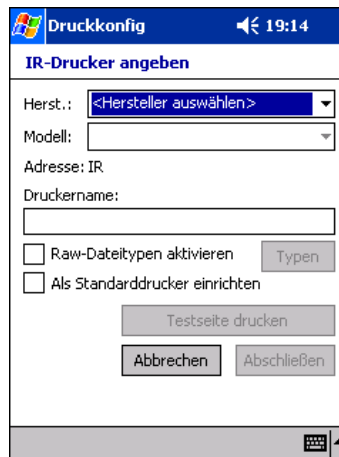 Druckkonfig 19:14
IR-Drucker angeben
Herst.: <Hersteller auswählen>
Modell:
Adresse: IR
Druckername:
Raw-Dateitypen aktivieren Typen
Als Standarddrucker einrichten
Testseite drucken
Abbrechen Abschließen